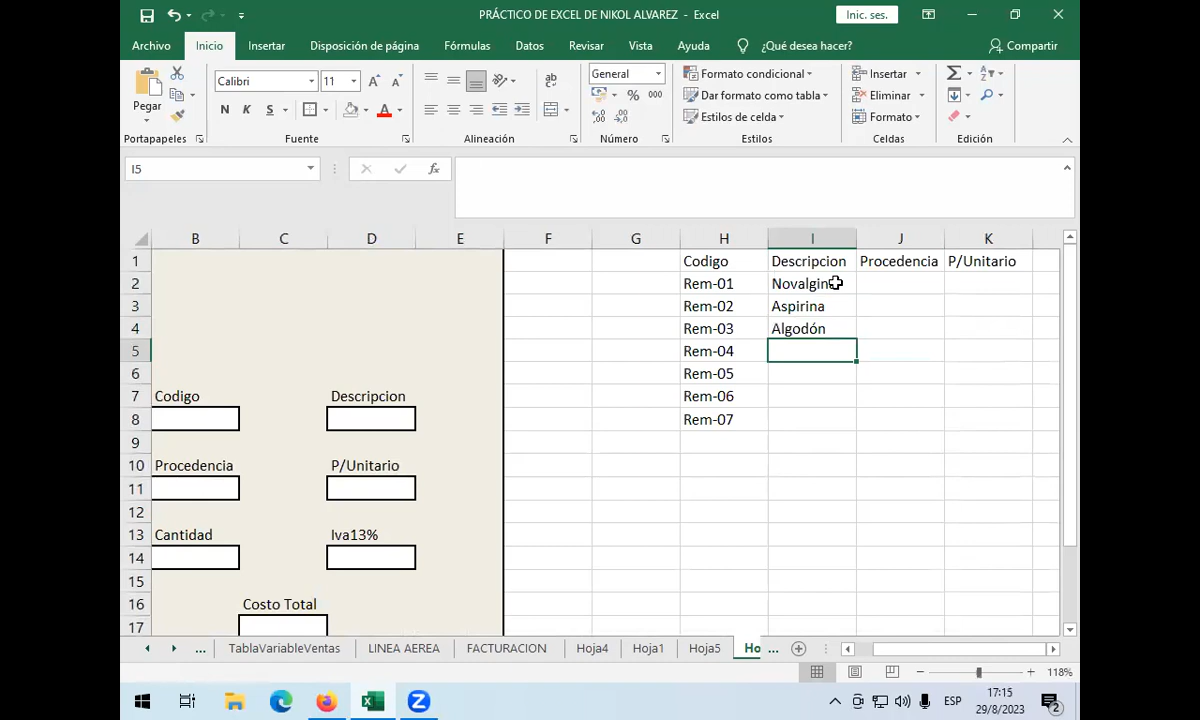 PRÁCTICO DE EXCEL DE NIKOL ALVAREZ - Excel
Inic. ses.
Archivo Inicio Insertar Disposición de página Fórmulas Datos Revisar Vista Ayuda ¿Qué desea hacer? Compartir
Pegar
Calibri 11
N K S
General
% 000
Formato condicional
Dar formato como tabla
Estilos de celda
Insertar
Eliminar
Formato
Portapapeles Fuente Alineación Número Estilos Celdas Edición
I5 fx
B C D E F G H I J K
1 Codigo Descripcion Procedencia P/Unitario
2 Rem-01 Novalgin
3 Rem-02 Aspirina
4 Rem-03 Algodón
5 Rem-04
6 Rem-05
7 Codigo Descripcion Rem-06
8 Rem-07
9
10 Procedencia P/Unitario
11
12
13 Cantidad Iva13%
14
15
16 Costo Total
17
... TablaVariableVentas LINEA AEREA FACTURACION Hoja4 Hoja1 Hoja5 Ho ...
118%
ESP
17:15
29/8/2023
2